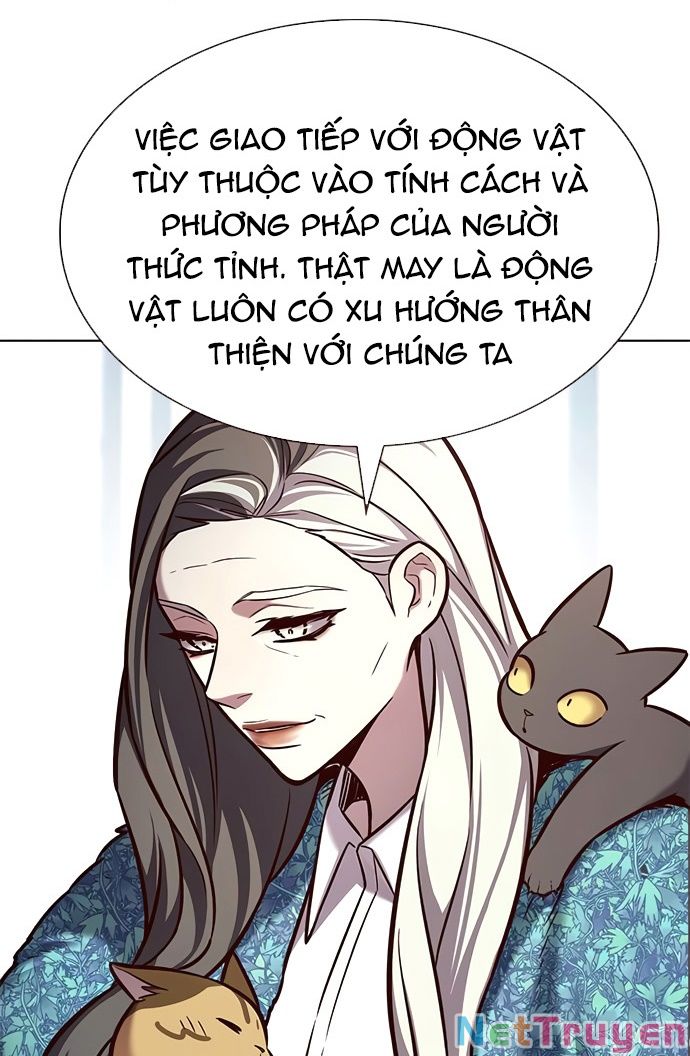 VIỆC GIAO TIẾP VỚI ĐỘNG VẬT
TÙY THUỘC VÀO TÍNH CÁCH VÀ
PHƯƠNG PHÁP CỦA NGƯỜI
THỨC TỈNH. THẬT MAY LÀ ĐỘNG
VẬT LUÔN CÓ XU HƯỚNG THÂN
THIỆN VỚI CHÚNG TA
NetTruyen